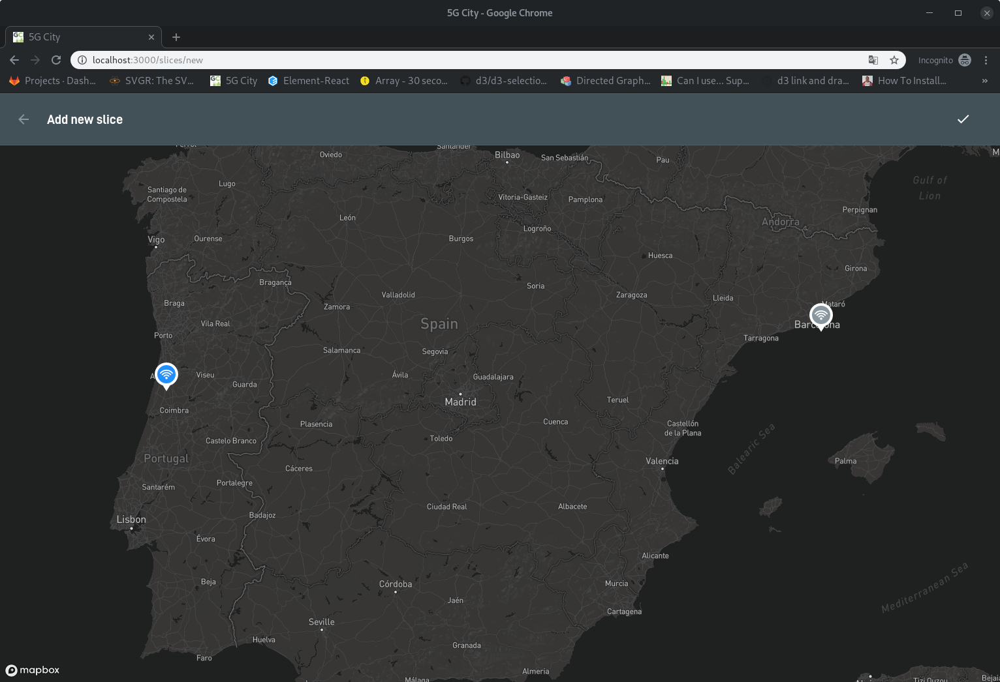 5G City - Google Chrome
5G City
localhost:3000/slices/new
Incognito
Projects · Dash...
SVGR: The SV...
5G City
Element-React
Array - 30 seco...
d3/d3-selectio...
Directed Graph...
Can I use... Sup...
d3 link and dra...
How To Install...
»
Add new slice
Santander
Oviedo
Bilbao
San Sebastián
Pau
Gulf of
Lion
Lugo
Santiago de
Compostela
Vitoria-Gasteiz
Pamplona
Perpignan
León
Andorra
Logroño
Vigo
Ourense
Burgos
Huesca
Girona
Bragança
Soria
Valladolid
Zaragoza
Lleida
Braga
Zamora
Mataró
Vila Real
Spain
Barcelona
Porto
Tarragona
Salamanca
Segovia
Viseu
Ávila
Guadalajara
Guarda
Madrid
Teruel
Coimbra
Cuenca
Plasencia
Castellón
de la Plana
Toledo
Castelo Branco
Balearic Sea
Portugal
Valencia
Palma
Cáceres
Portalegre
Santarém
Ciudad Real
Albacete
Badajoz
Lisbon
Évora
Alicante
Beja
Córdoba
Murcia
Jaén
Mediterranean Sea
Cartagena
Seville
Huelva
Granada
Faro
mapbox
Almeria
Málaga
Tizi Ouzou